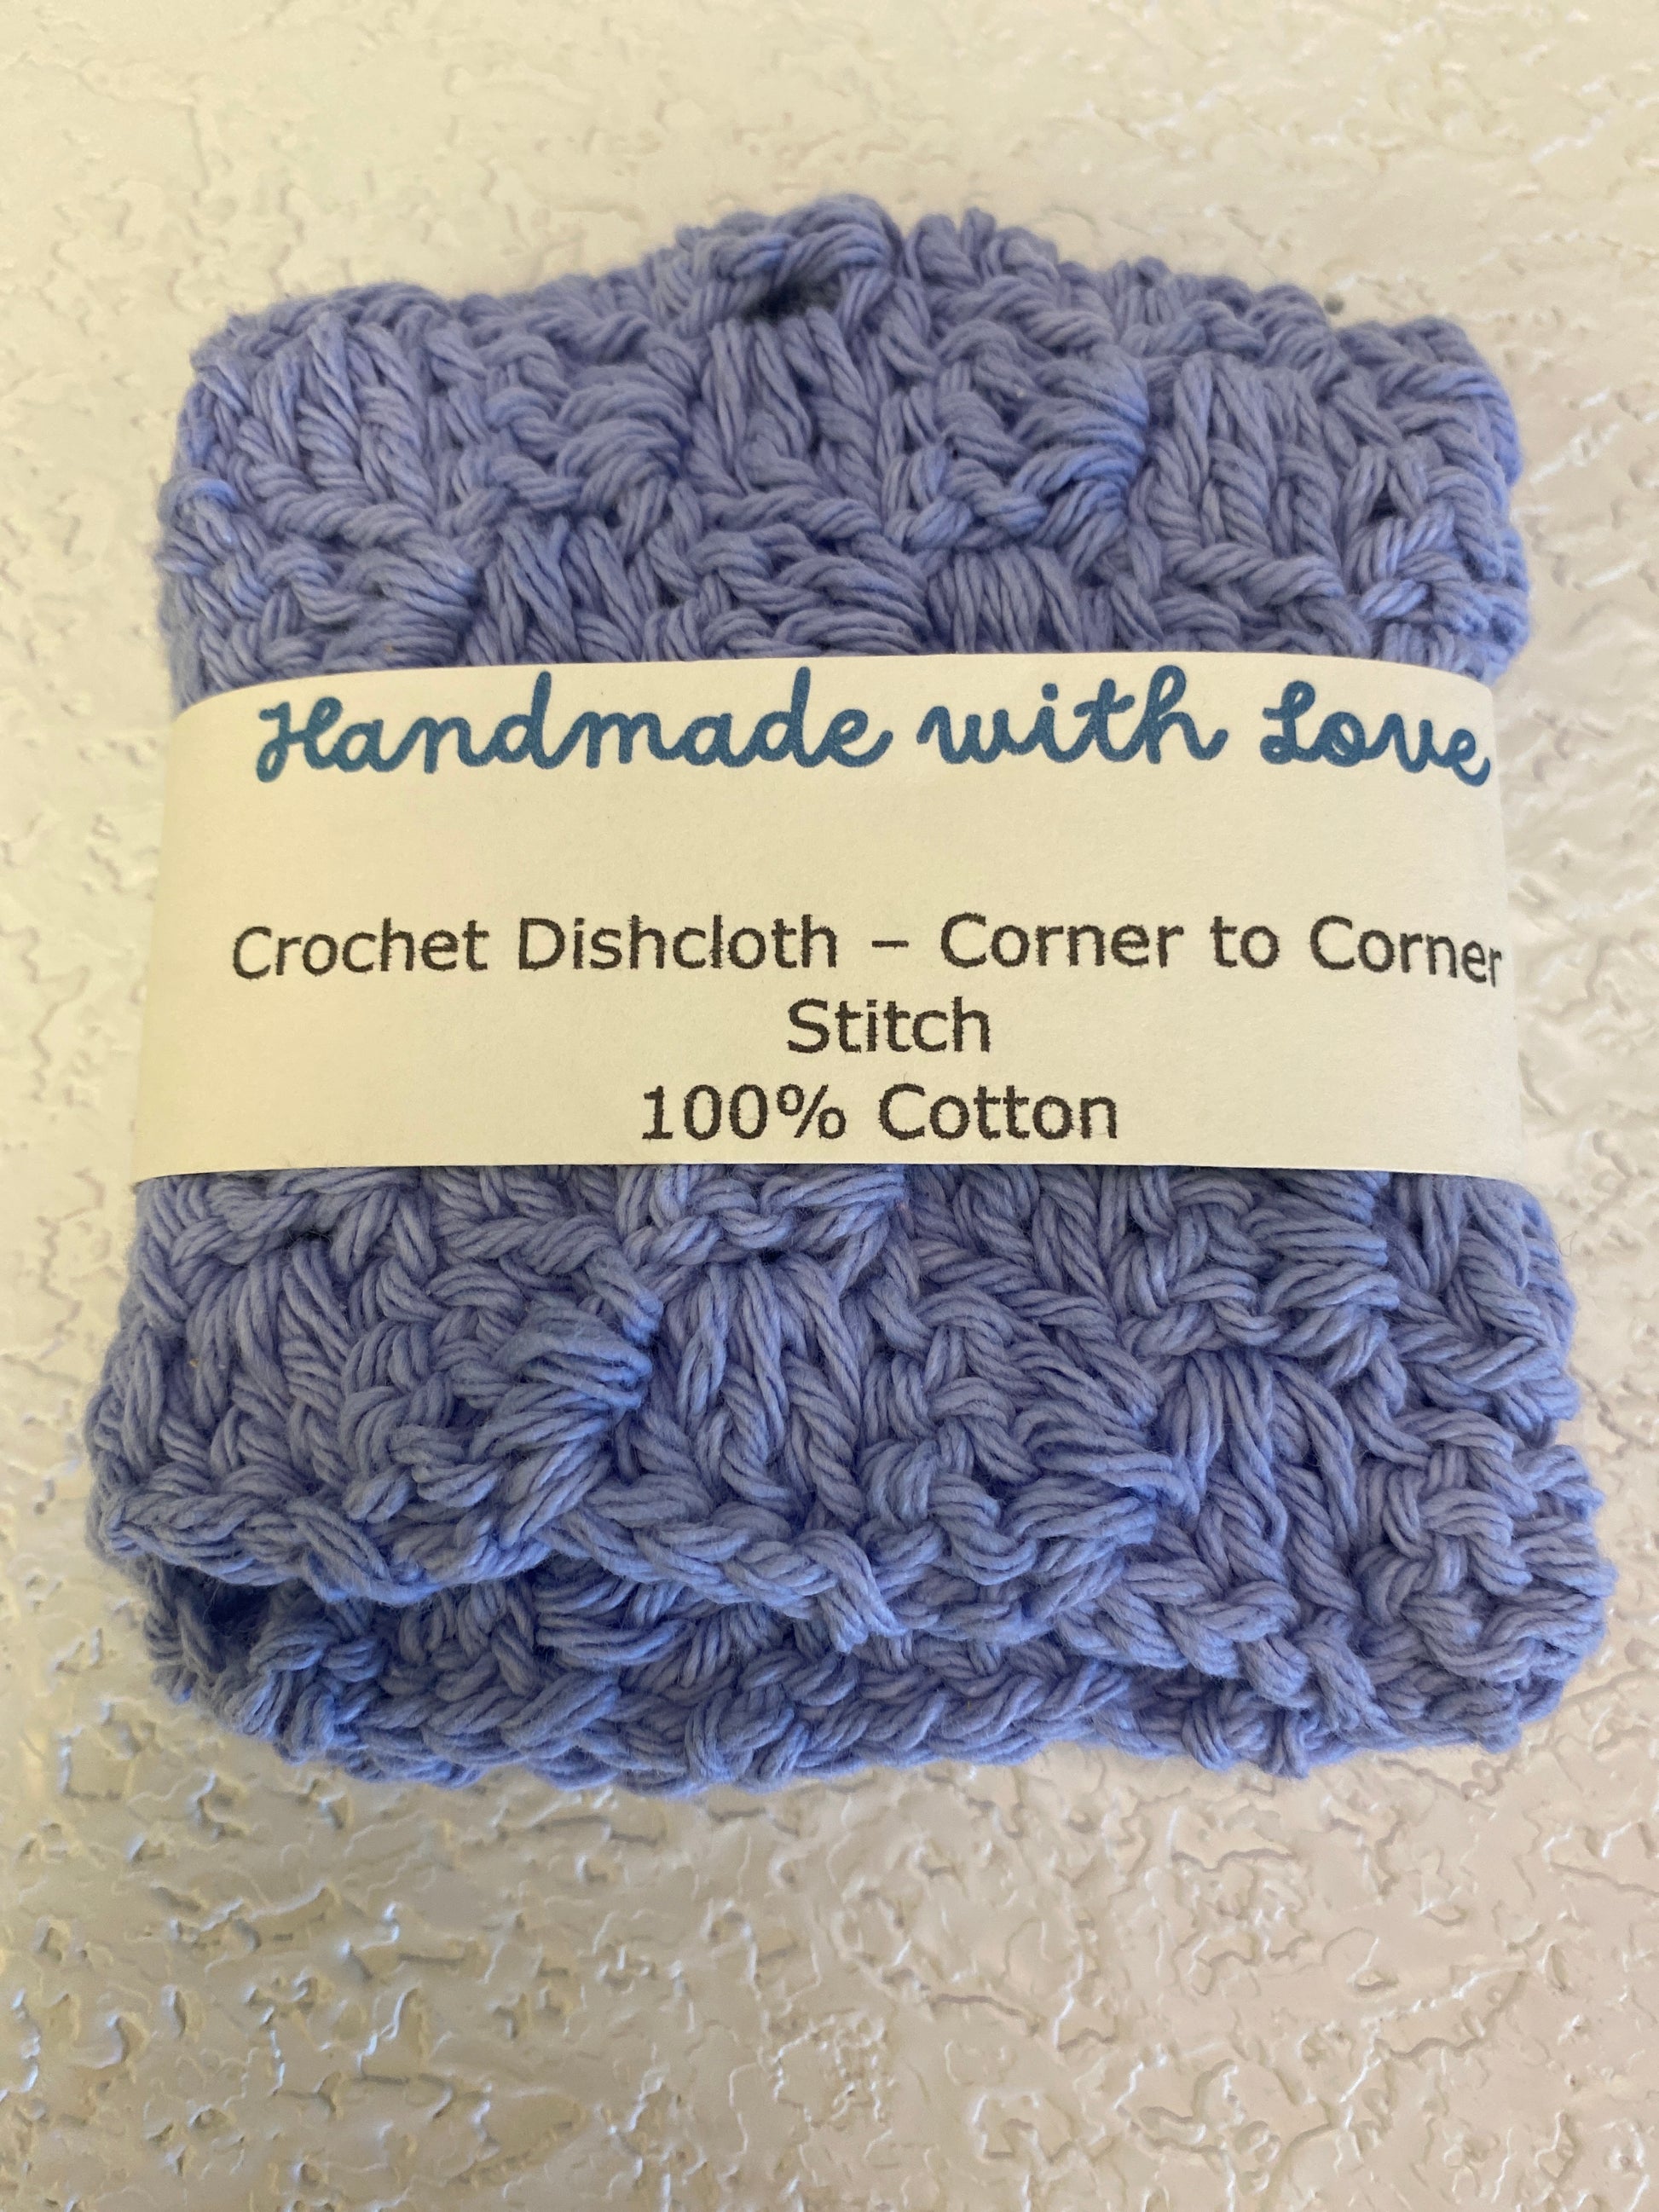 Handmade with Love
Crochet Dishcloth – Corner to Corner
Stitch
100% Cotton